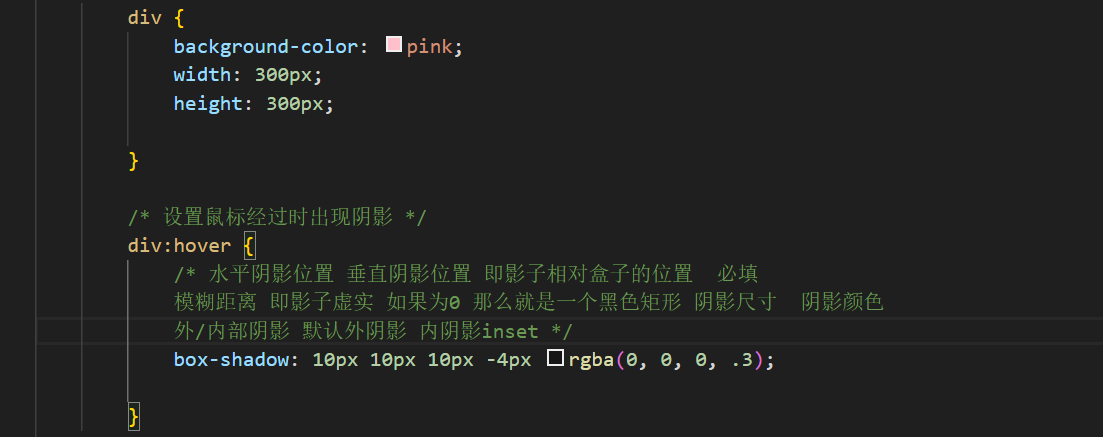 div {
background-color: pink;
width: 300px;
height: 300px;
}
/* 设置鼠标经过时出现阴影 */
div:hover {
/* 水平阴影位置 垂直阴影位置 即影子相对盒子的位置  必填
模糊距离 即影子虚实 如果为0 那么就是一个黑色矩形 阴影尺寸  阴影颜色
外/内部阴影 默认外阴影 内阴影inset */
box-shadow: 10px 10px 10px -4px rgba(0, 0, 0, .3);
}